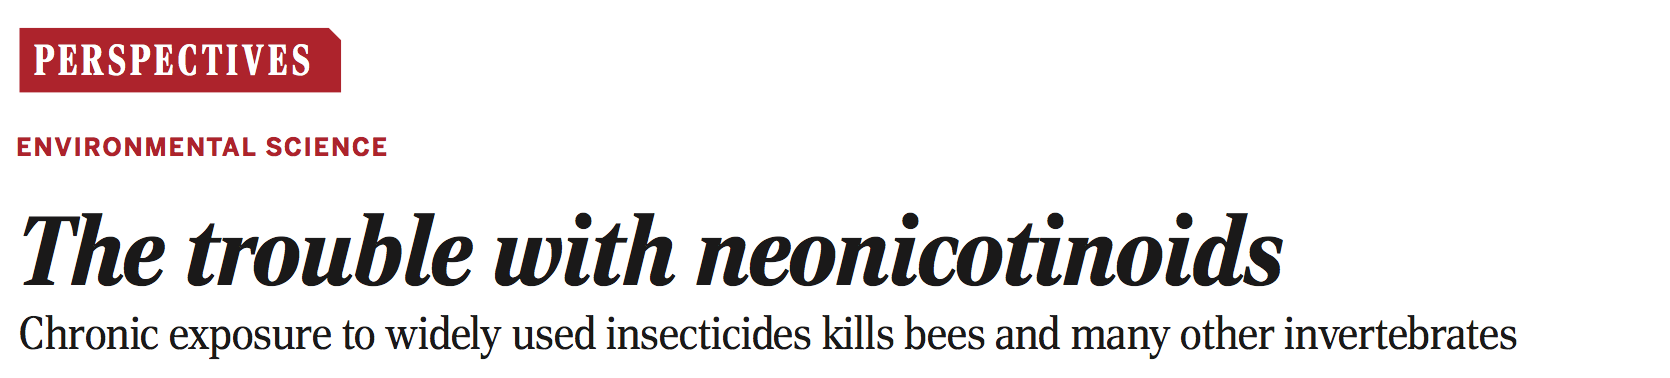 PERSPECTIVES
ENVIRONMENTAL SCIENCE
The trouble with neonicotinoids
Chronic exposure to widely used insecticides kills bees and many other invertebrates